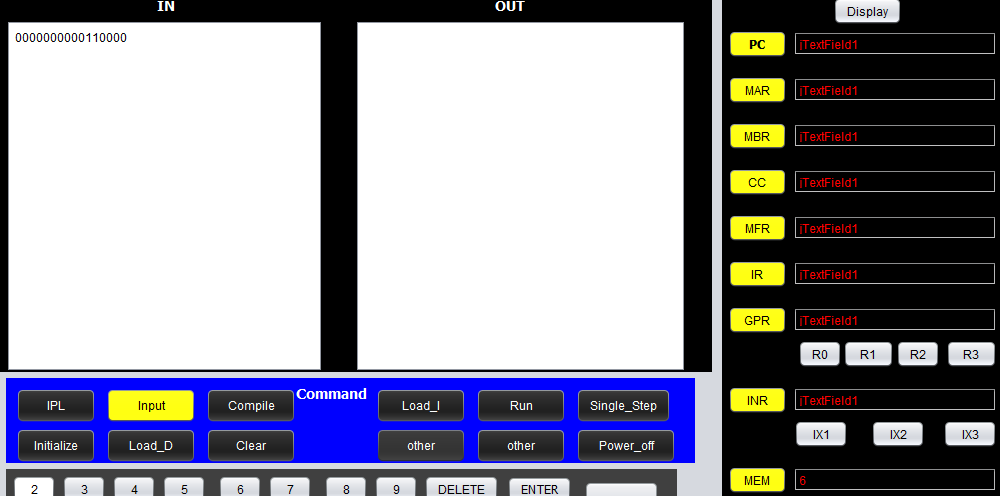 IN OUT
Display
0000000000110000
PC jTextField1
MAR jTextField1
MBR jTextField1
CC jTextField1
MFR jTextField1
IR jTextField1
GPR jTextField1
R0 R1 R2 R3
Command
IPL Input Compile Load_I Run Single_Step
INR jTextField1
Initialize Load_D Clear other other Power_off
IX1 IX2 IX3
MEM 6
2 3 4 5 6 7 8 9 DELETE ENTER